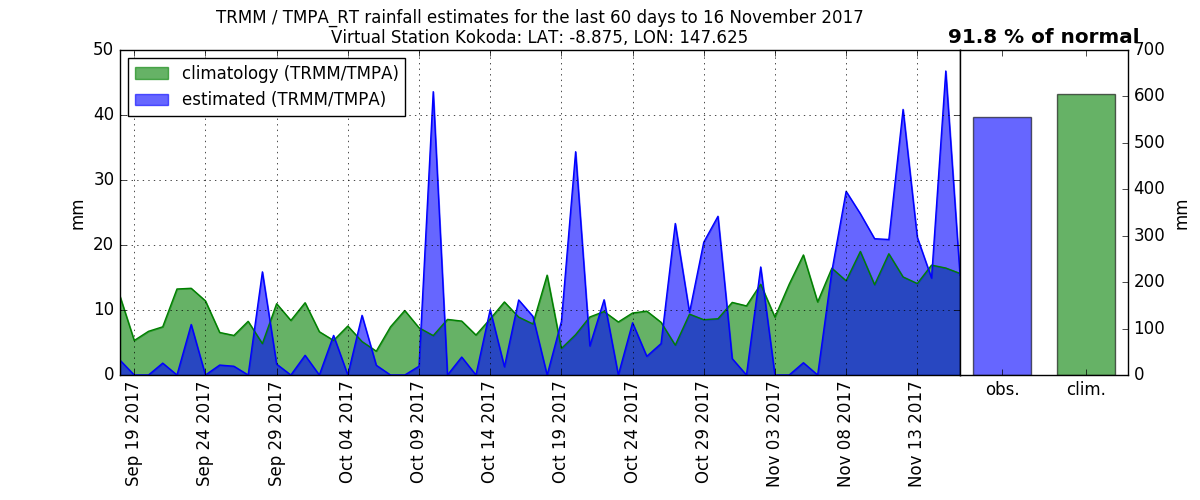 TRMM / TMPA_RT rainfall estimates for the last 60 days to 16 November 2017
Virtual Station Kokoda: LAT: -8.875, LON: 147.625
91.8 % of normal
climatology (TRMM/TMPA)
estimated (TRMM/TMPA)
50
40
30
20
10
0
mm
700
600
500
400
300
200
100
0
mm
Sep 19 2017
Sep 24 2017
Sep 29 2017
Oct 04 2017
Oct 09 2017
Oct 14 2017
Oct 19 2017
Oct 24 2017
Oct 29 2017
Nov 03 2017
Nov 08 2017
Nov 13 2017
obs.
clim.